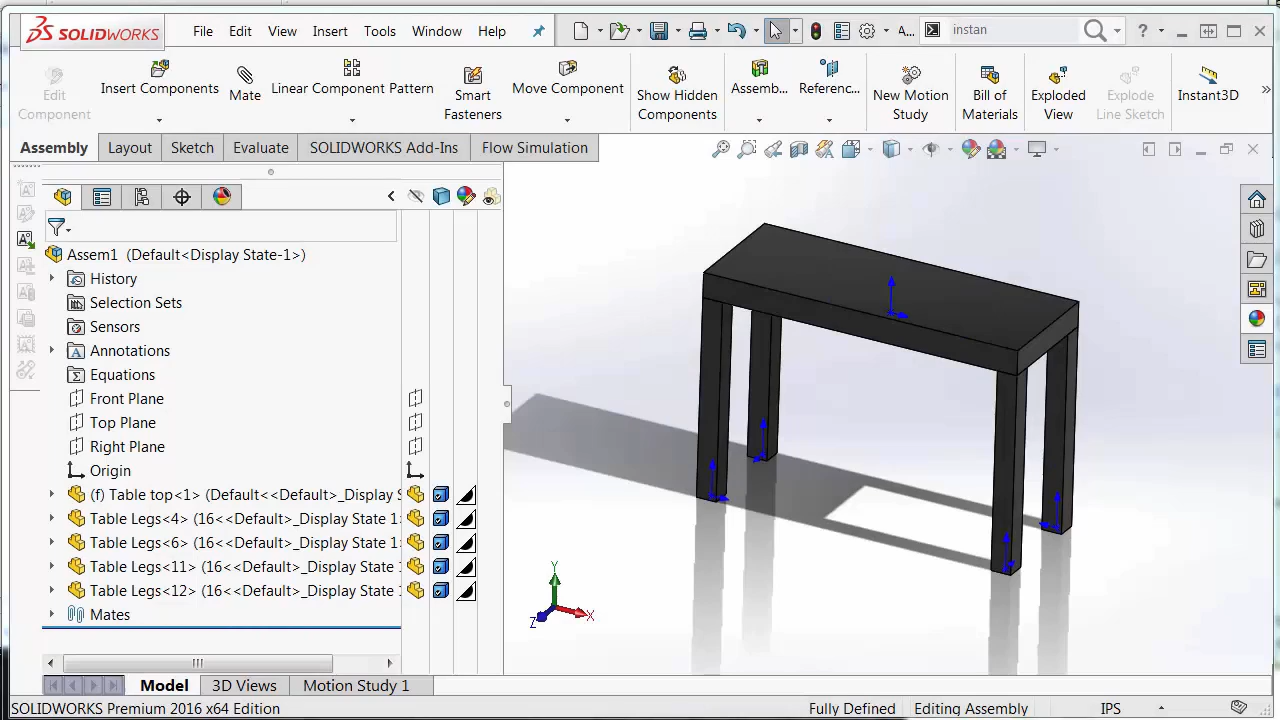 SOLIDWORKS File Edit View Insert Tools Window Help A... instan ?
Edit Component
Insert Components
Mate
Linear Component Pattern
Smart Fasteners
Move Component
Show Hidden Components
Assemb...
Referenc...
New Motion Study
Bill of Materials
Exploded View
Explode Line Sketch
Instant3D
Assembly Layout Sketch Evaluate SOLIDWORKS Add-Ins Flow Simulation
Assem1 (Default<Display State-1>)
History
Selection Sets
Sensors
Annotations
Equations
Front Plane
Top Plane
Right Plane
Origin
(f) Table top<1> (Default<<Default>_Display S
Table Legs<4> (16<<Default>_Display State 1
Table Legs<6> (16<<Default>_Display State 1
Table Legs<11> (16<<Default>_Display State
Table Legs<12> (16<<Default>_Display State
Mates
Y
X
Z
Model 3D Views Motion Study 1
SOLIDWORKS Premium 2016 x64 Edition Fully Defined Editing Assembly IPS